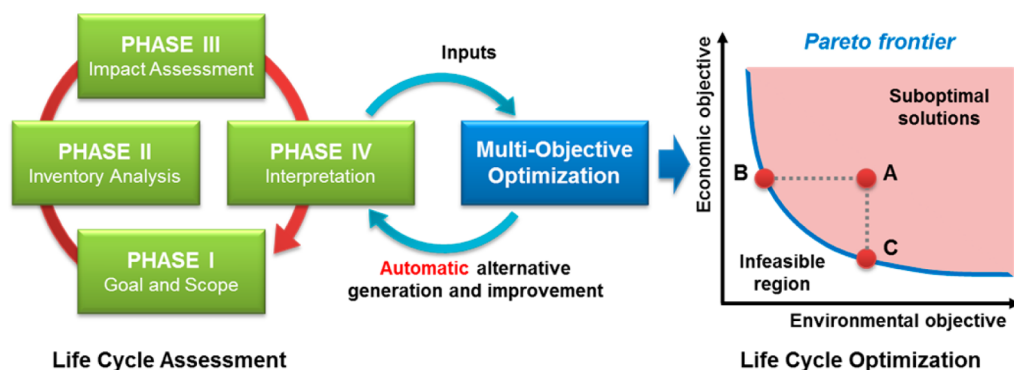 PHASE III
Impact Assessment
PHASE II
Inventory Analysis
PHASE IV
Interpretation
PHASE I
Goal and Scope
Life Cycle Assessment
Inputs
Multi-Objective
Optimization
Automatic alternative
generation and improvement
Pareto frontier
Suboptimal
solutions
B
A
C
Infeasible
region
Economic objective
Environmental objective
Life Cycle Optimization